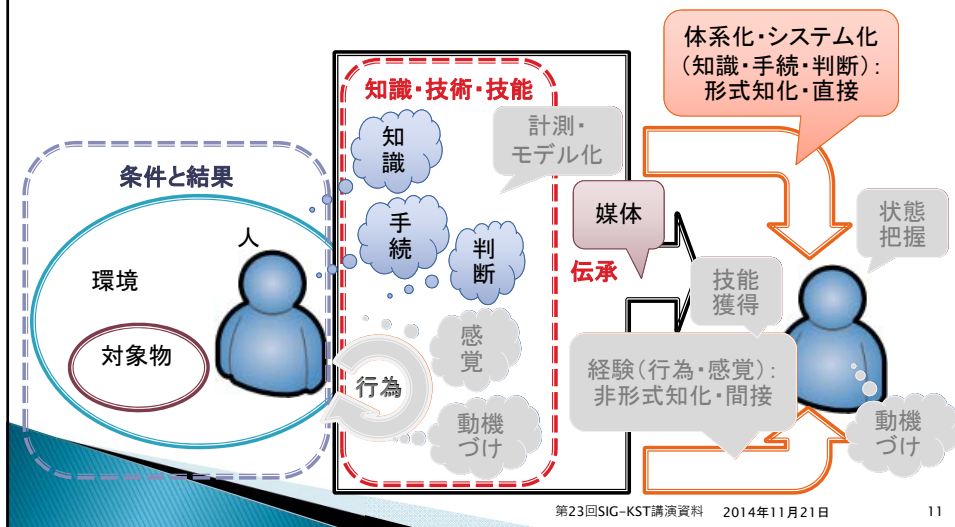 体系化・システム化
（知識・手続・判断）：
形式知化・直接
知識・技術・技能
計測・
モデル化
知
識
条件と結果
手
続
判
断
媒体
伝承
状態
把握
人
環境
対象物
技能
獲得
感
覚
行為
経験（行為・感覚）：
非形式知化・間接
動機
づけ
動機
づけ
第23回SIG-KST講演資料 2014年11月21日 11